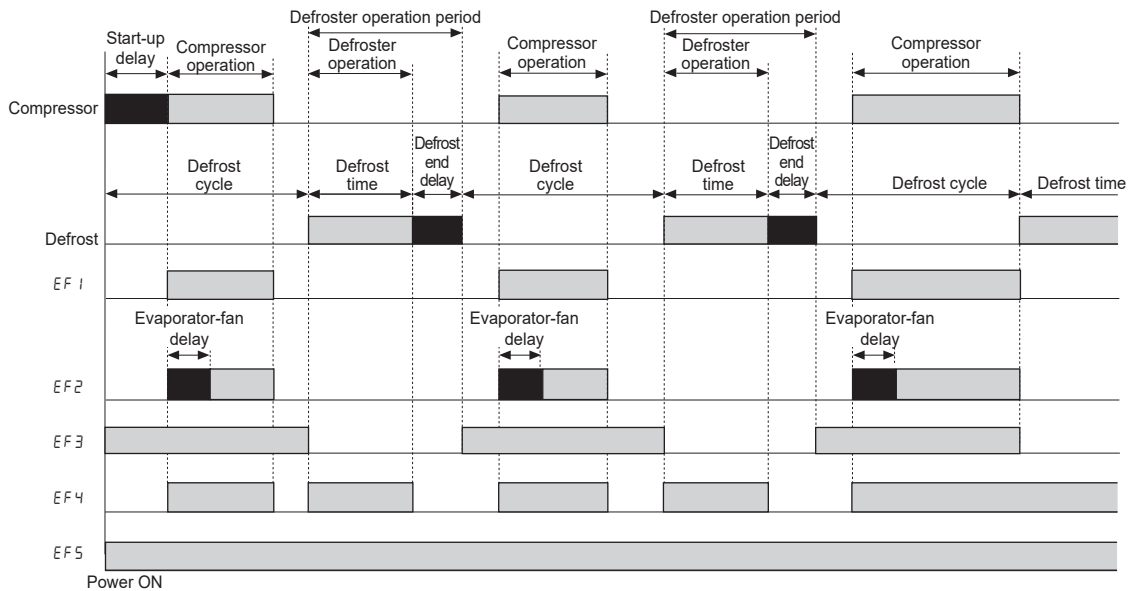 Defroster operation period
Defroster operation period
Start-up
delay
Compressor
operation
Defroster
operation
Compressor
operation
Defroster
operation
Compressor
operation
Compressor
Defrost
cycle
Defrost
time
Defrost
end
delay
Defrost
cycle
Defrost
time
Defrost
end
delay
Defrost cycle
Defrost time
Defrost
EF1
Evaporator-fan
delay
Evaporator-fan
delay
Evaporator-fan
delay
EF2
EF3
EF4
EF5
Power ON